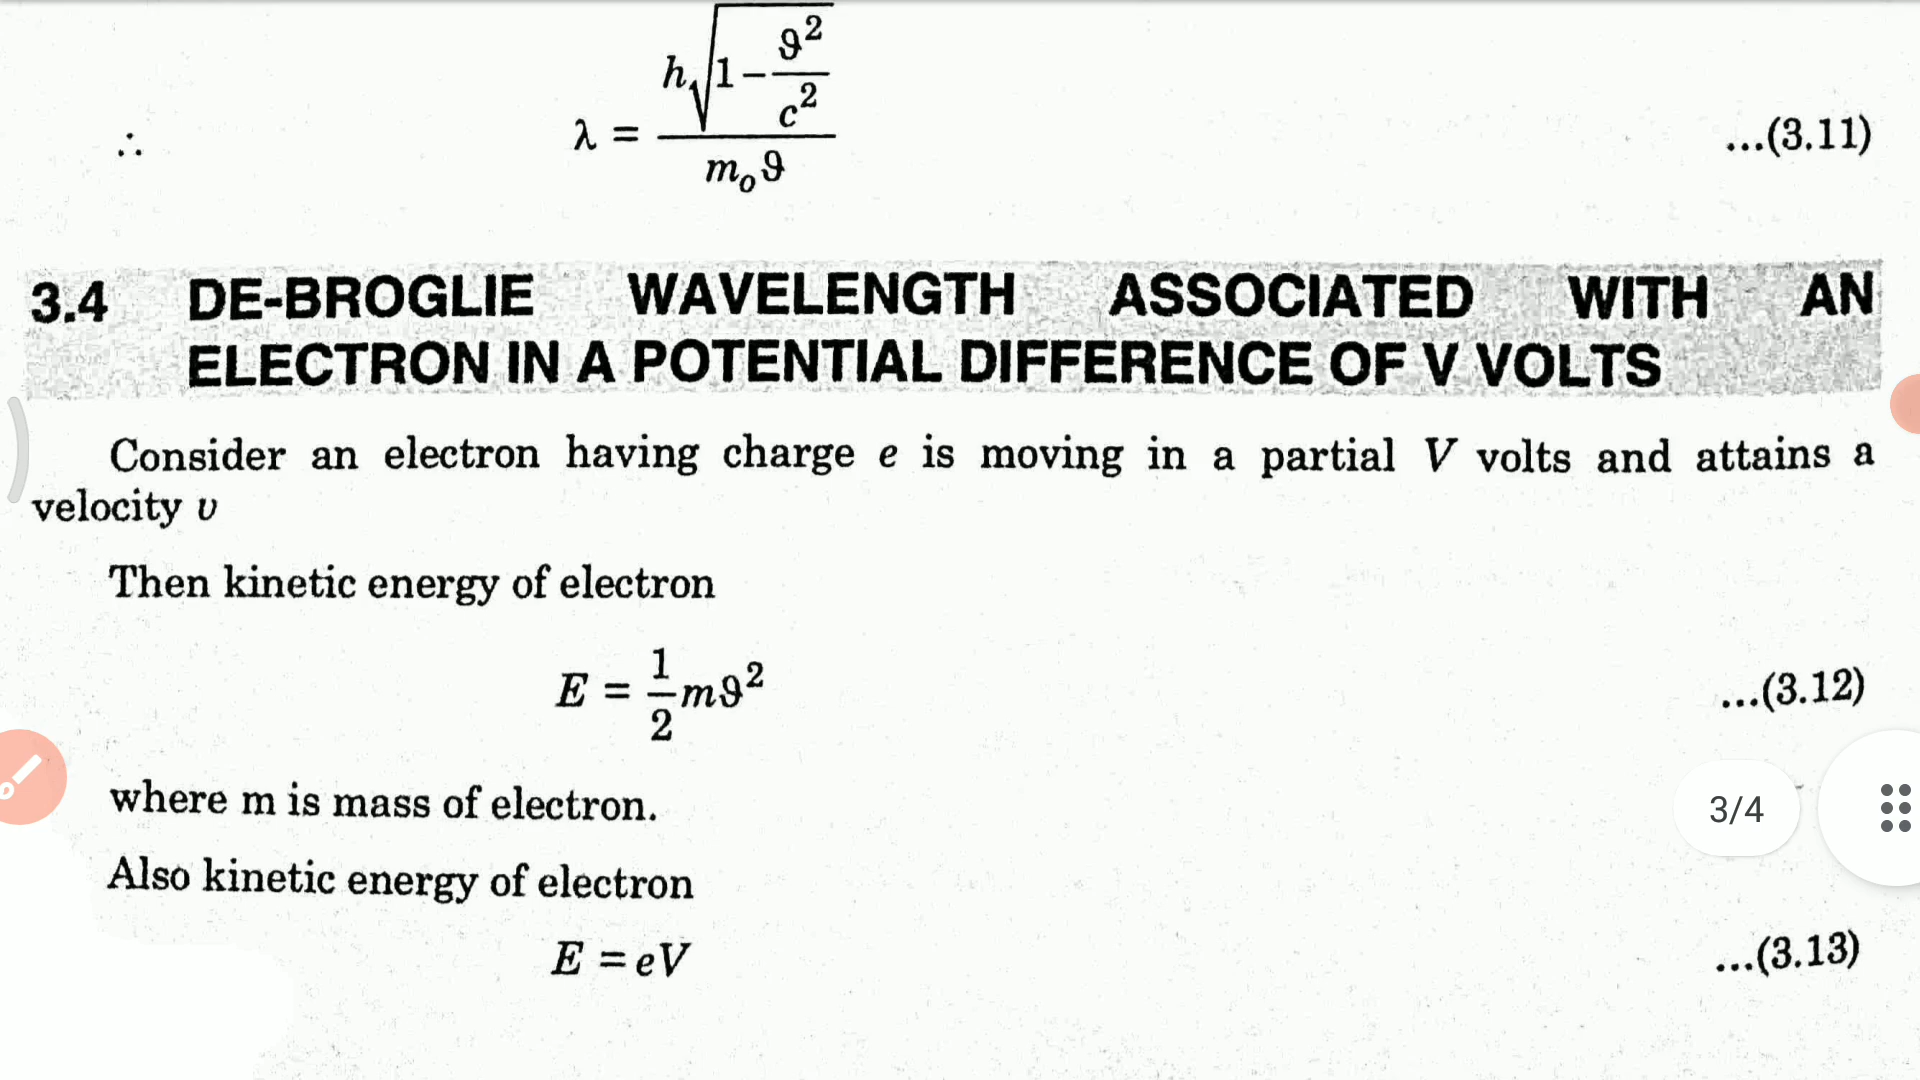 ∴ λ = h√(1 − ϑ²/c²) / mₒϑ ...(3.11)
3.4 DE-BROGLIE WAVELENGTH ASSOCIATED WITH AN
ELECTRON IN A POTENTIAL DIFFERENCE OF V VOLTS
Consider an electron having charge e is moving in a partial V volts and attains a
velocity υ
Then kinetic energy of electron
E = 1/2 mϑ² ...(3.12)
where m is mass of electron.
3/4
Also kinetic energy of electron
E = eV ...(3.13)